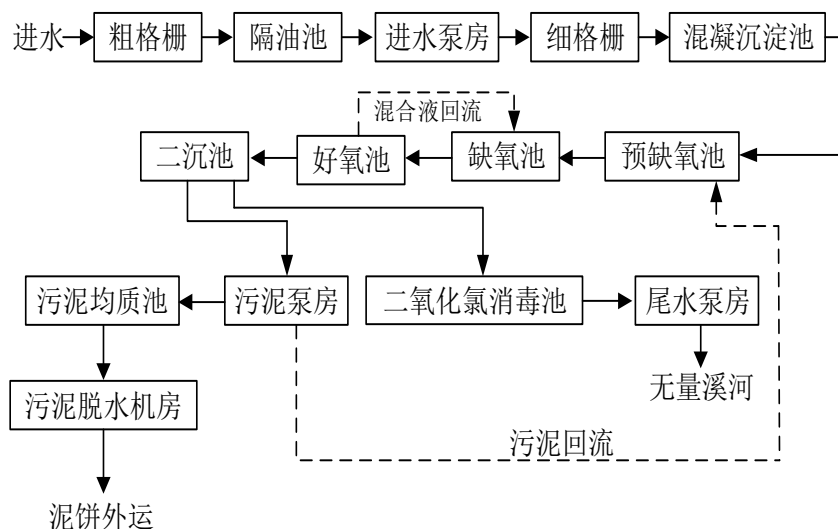 进水
粗格栅
隔油池
进水泵房
细格栅
混凝沉淀池
混合液回流
二沉池
好氧池
缺氧池
预缺氧池
污泥均质池
污泥泵房
二氧化氯消毒池
尾水泵房
污泥脱水机房
无量溪河
污泥回流
泥饼外运